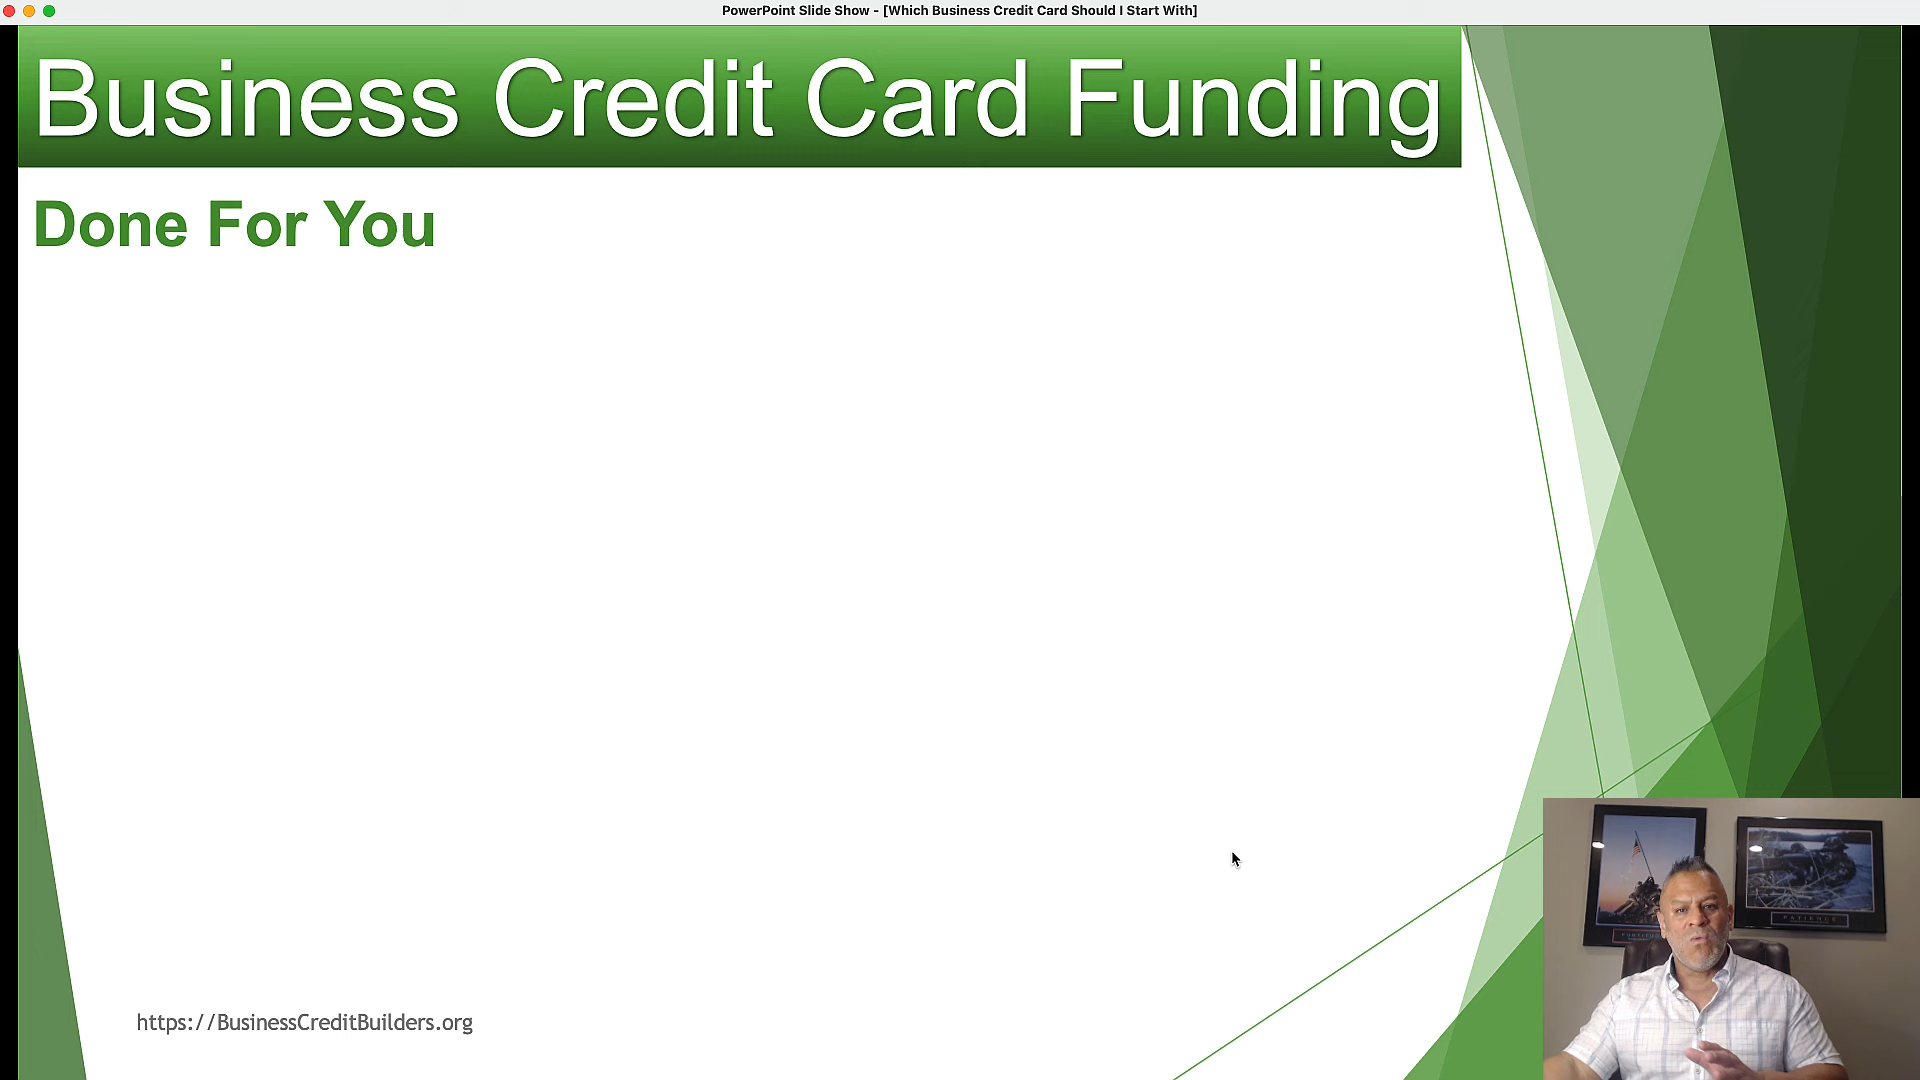 PowerPoint Slide Show - [Which Business Credit Card Should I Start With]
Business Credit Card Funding
Done For You
https://BusinessCreditBuilders.org
PATIENCE